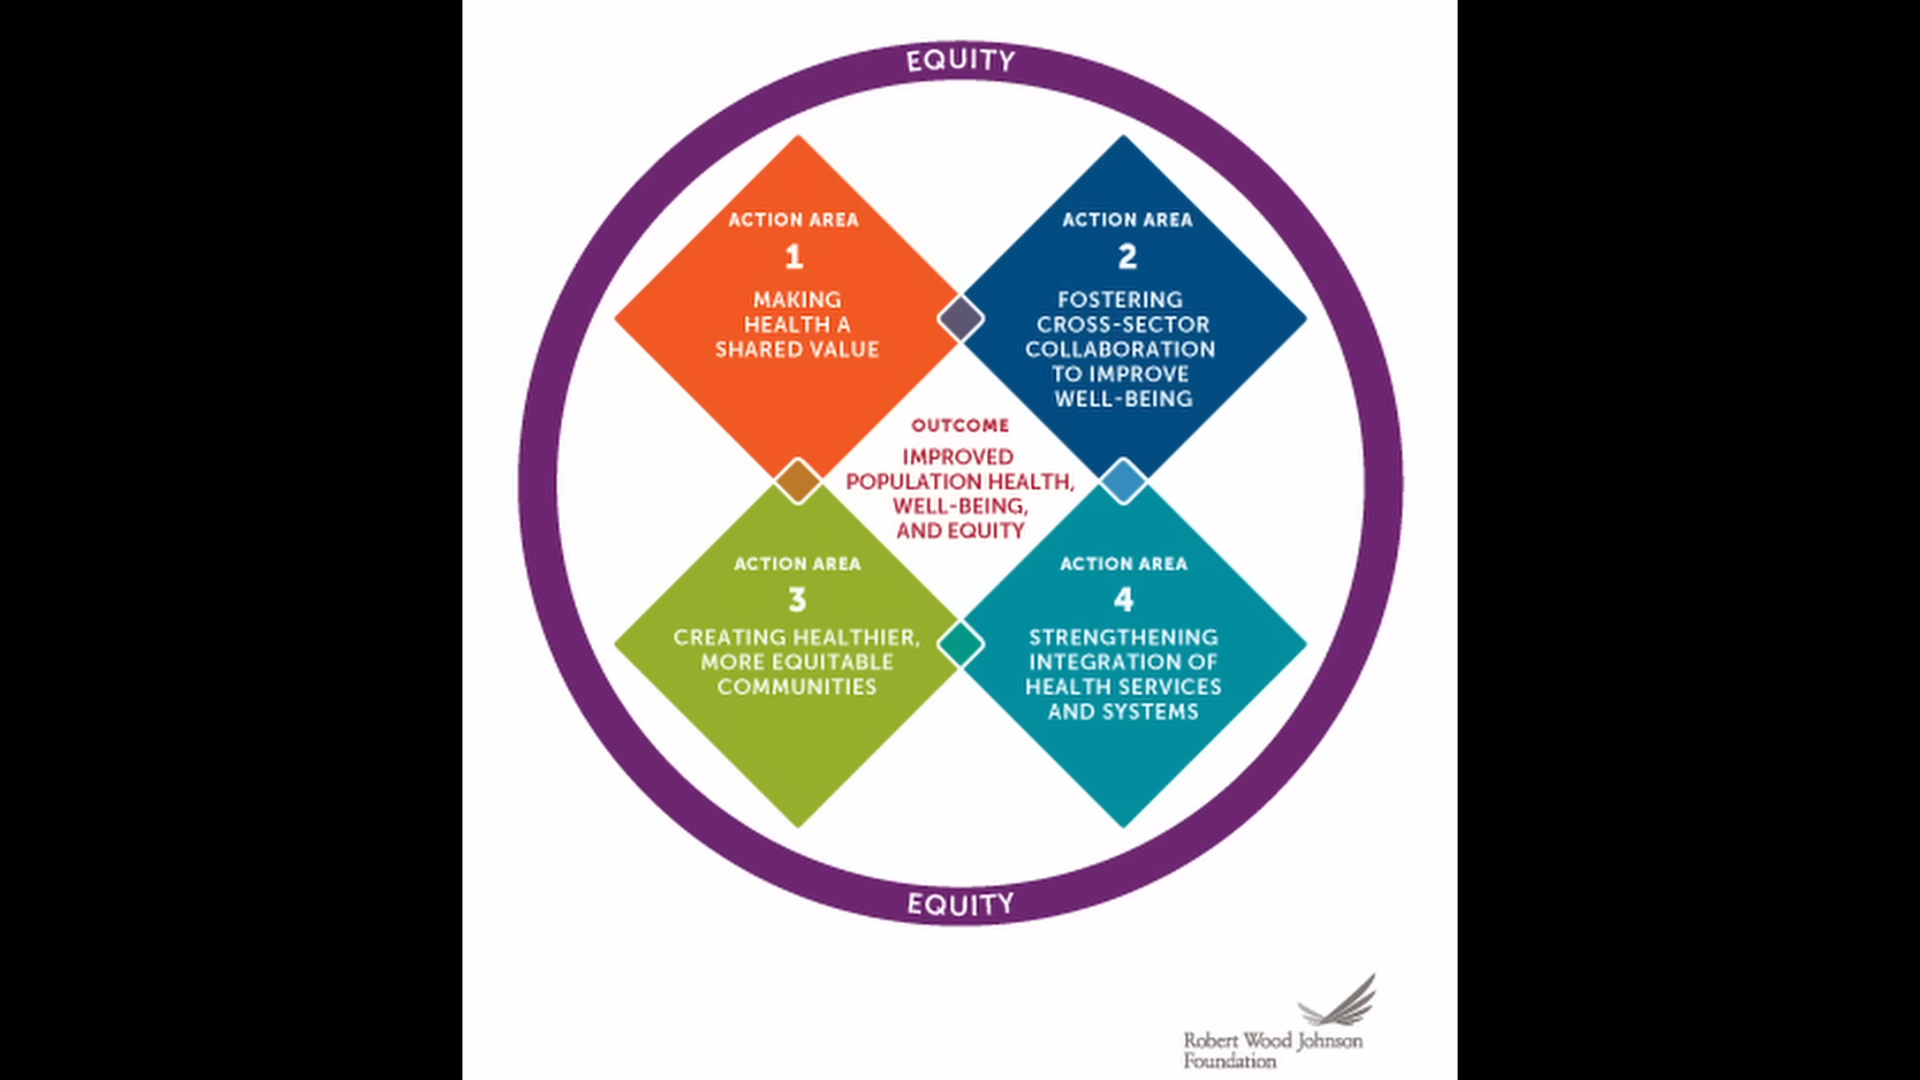 EQUITY
ACTION AREA
1
MAKING
HEALTH A
SHARED VALUE
ACTION AREA
2
FOSTERING
CROSS-SECTOR
COLLABORATION
TO IMPROVE
WELL-BEING
OUTCOME
IMPROVED
POPULATION HEALTH,
WELL-BEING,
AND EQUITY
ACTION AREA
3
CREATING HEALTHIER,
MORE EQUITABLE
COMMUNITIES
ACTION AREA
4
STRENGTHENING
INTEGRATION OF
HEALTH SERVICES
AND SYSTEMS
EQUITY
Robert Wood Johnson
Foundation